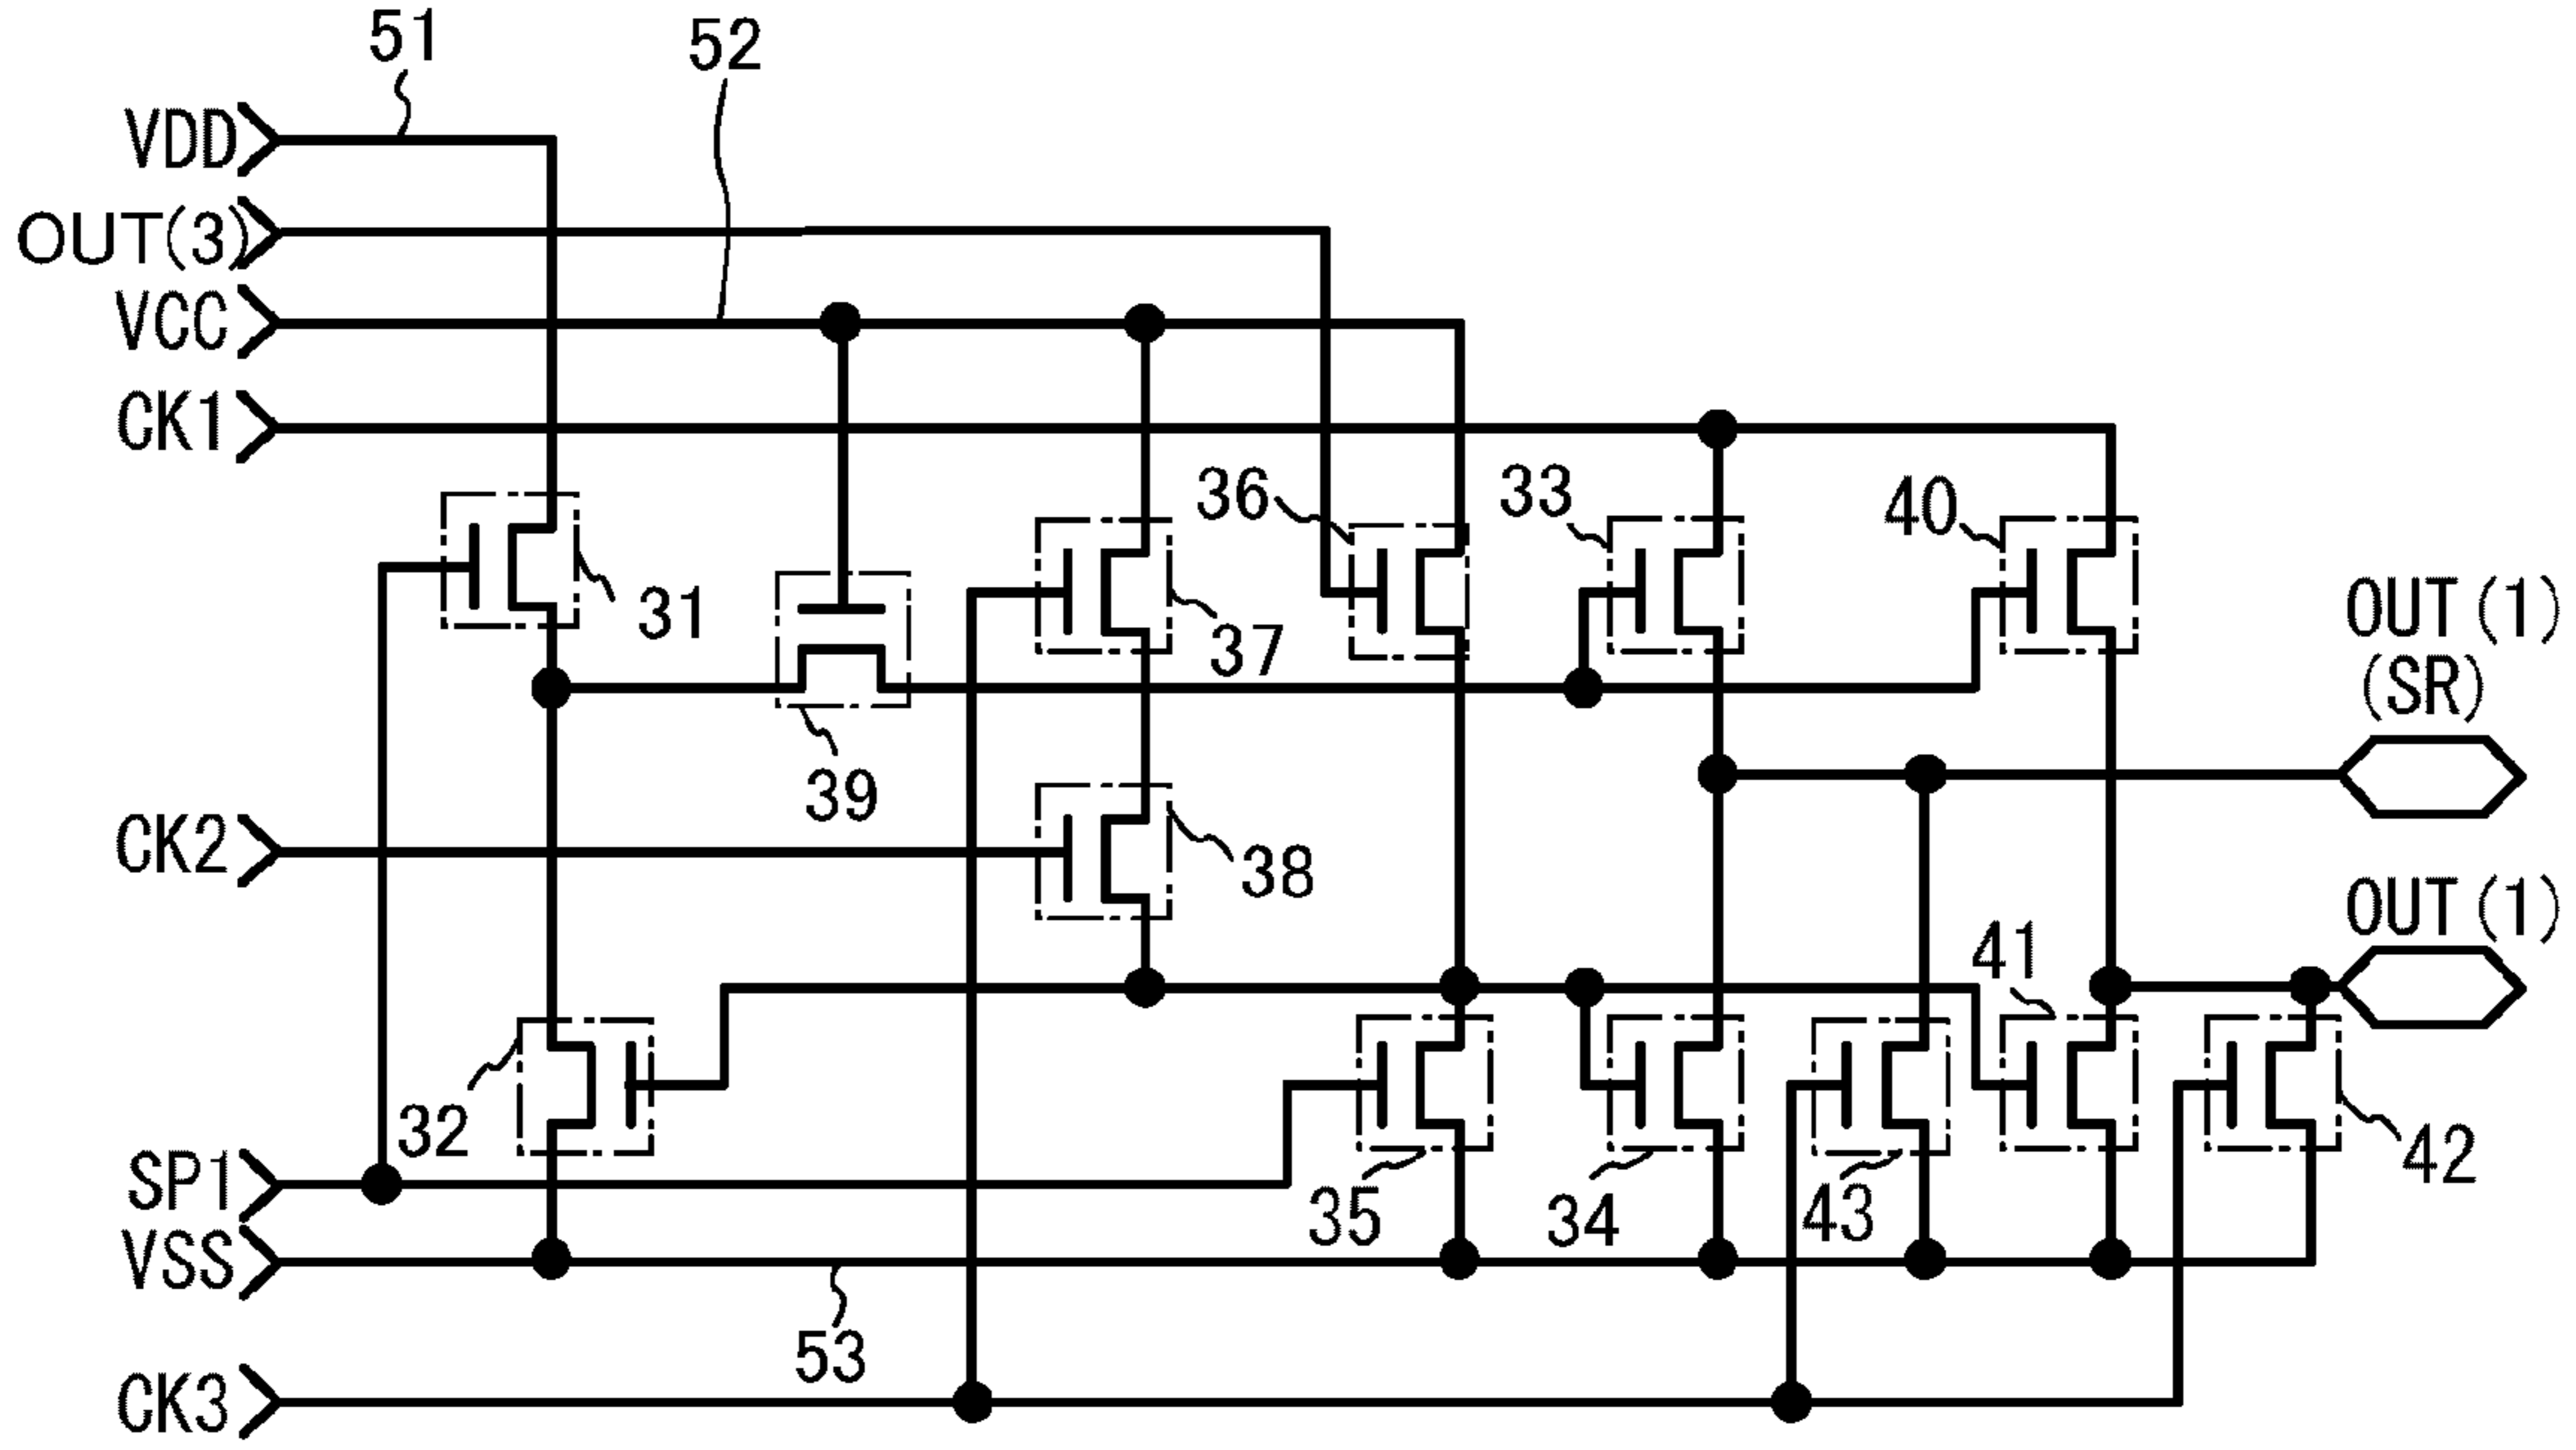 51
52
VDD
OUT(3)
VCC
CK1
36
33
40
31
37
OUT(1)
(SR)
39
CK2
38
OUT(1)
41
32
SP1
35
34
43
42
VSS
53
CK3